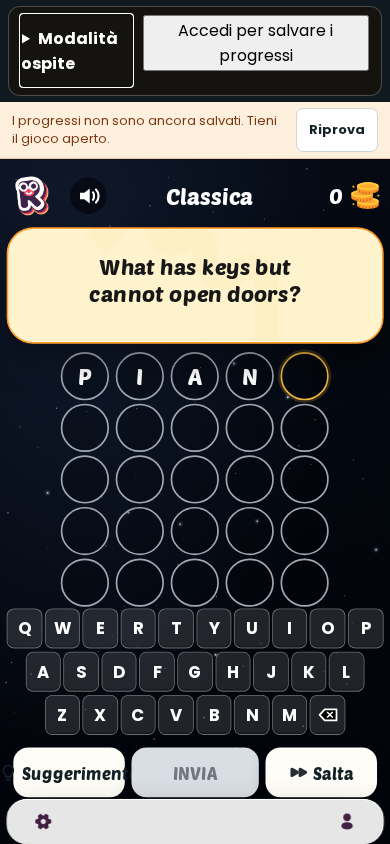 ▶ Modalità
ospite
Accedi per salvare i
progressi
I progressi non sono ancora salvati. Tieni
il gioco aperto.
Riprova
R
Classica
0
What has keys but
cannot open doors?
P I A N
Q W E R T Y U I O P
A S D F G H J K L
Z X C V B N M
Suggeriment
INVIA
Salta